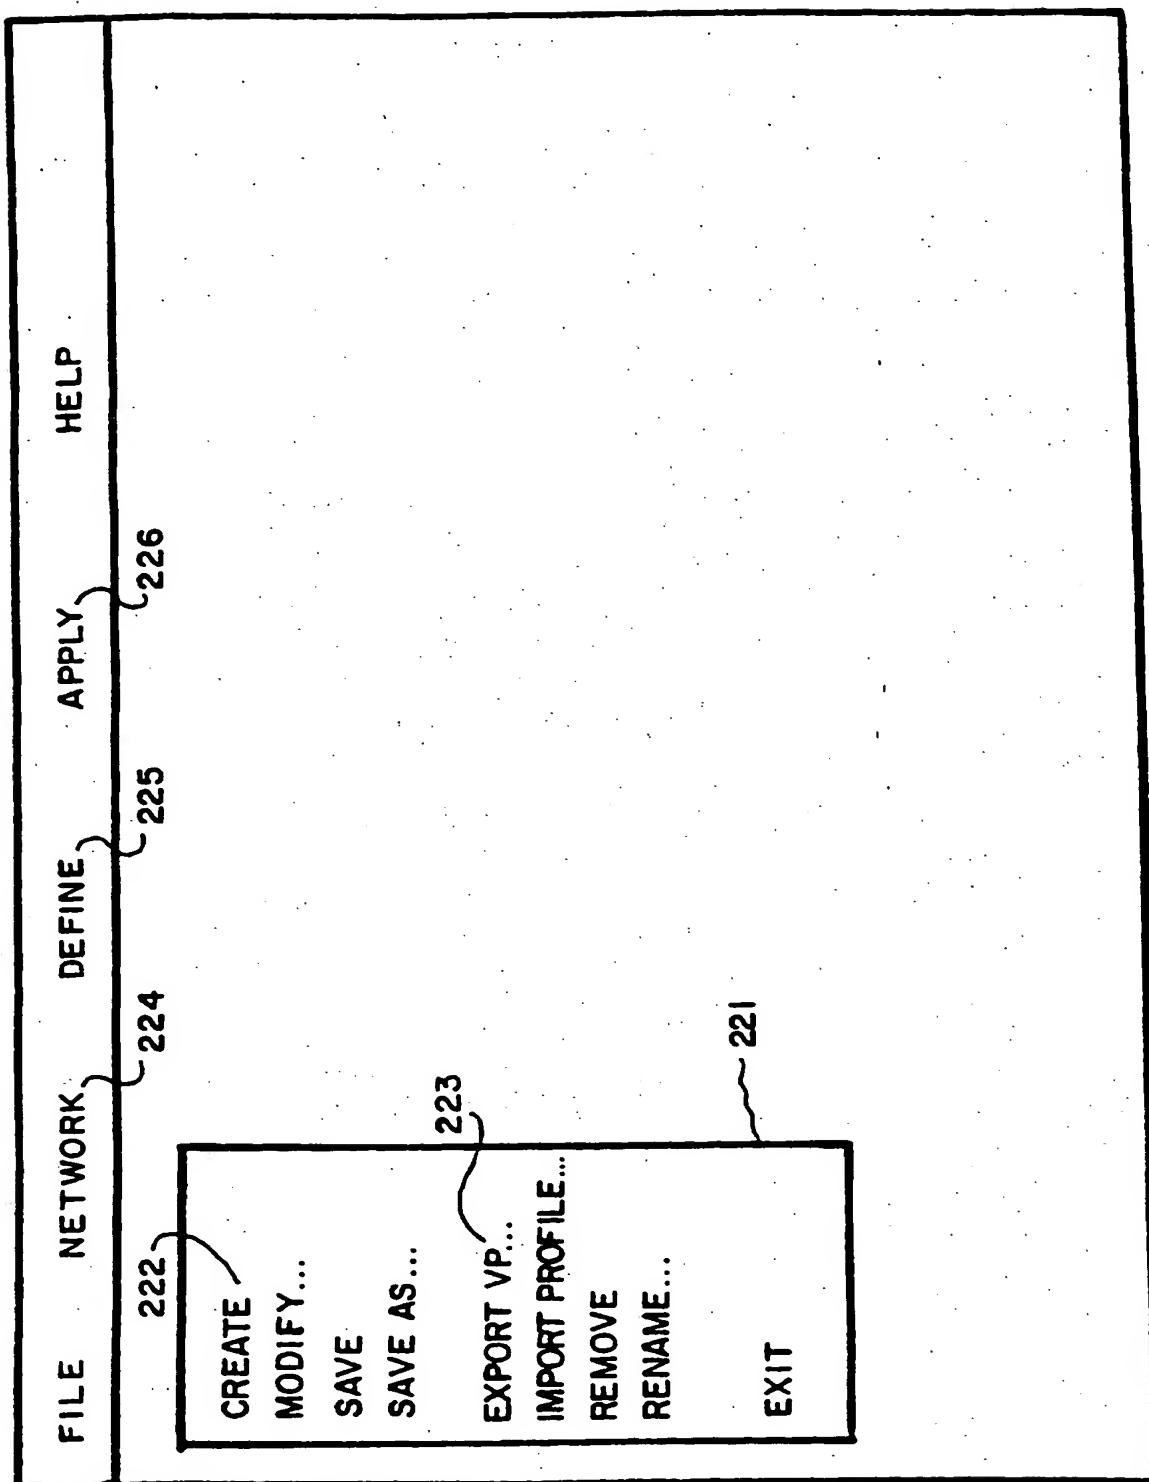 FILE NETWORK DEFINE APPLY HELP
224 225 226
222
CREATE
MODIFY...
SAVE
SAVE AS...
223
EXPORT VP...
IMPORT PROFILE...
REMOVE
RENAME...
221
EXIT